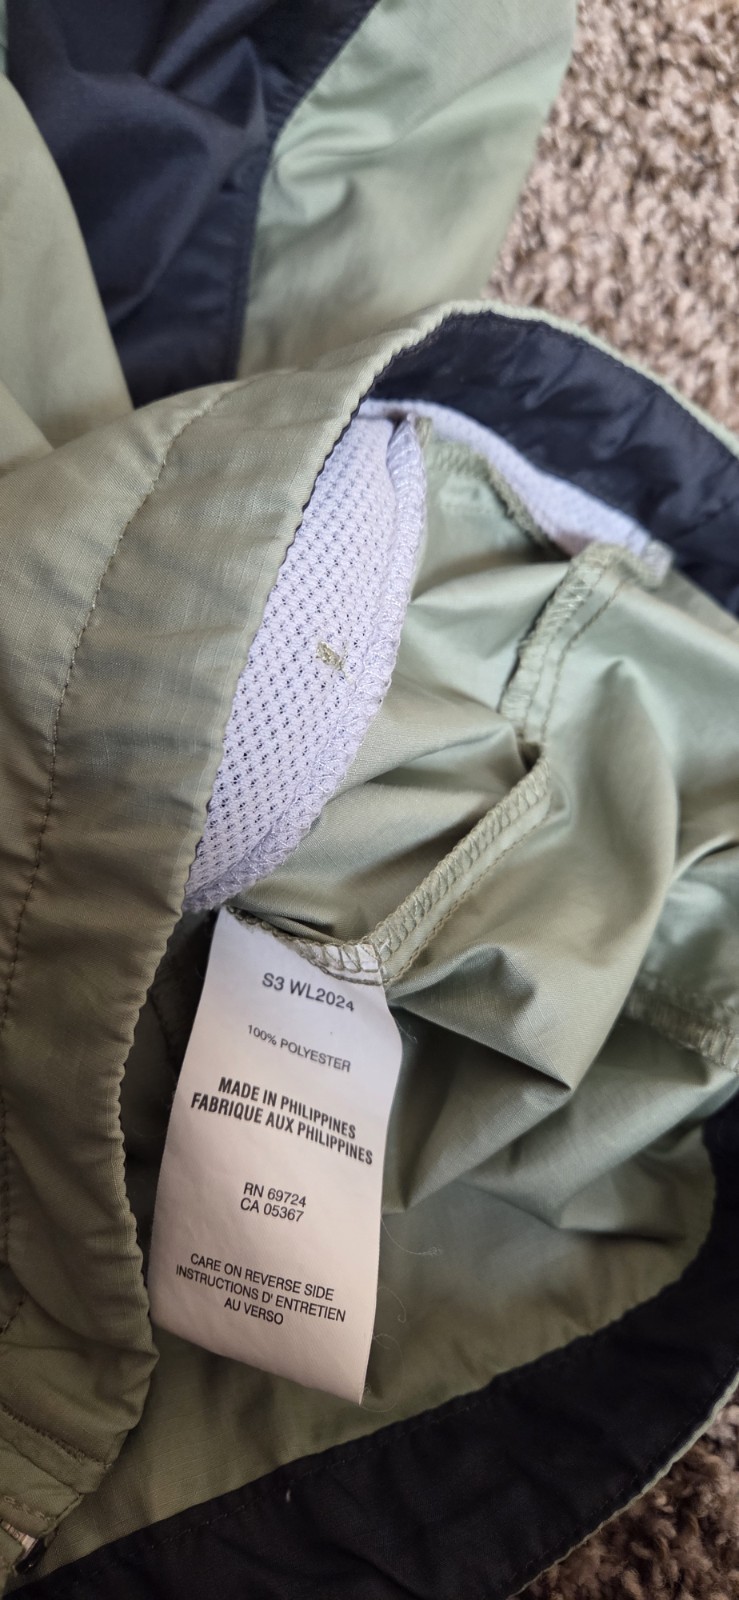 S3 WL2024
100% POLYESTER
MADE IN PHILIPPINES
FABRIQUE AUX PHILIPPINES
RN 69724
CA 05367
CARE ON REVERSE SIDE
INSTRUCTIONS D' ENTRETIEN
AU VERSO